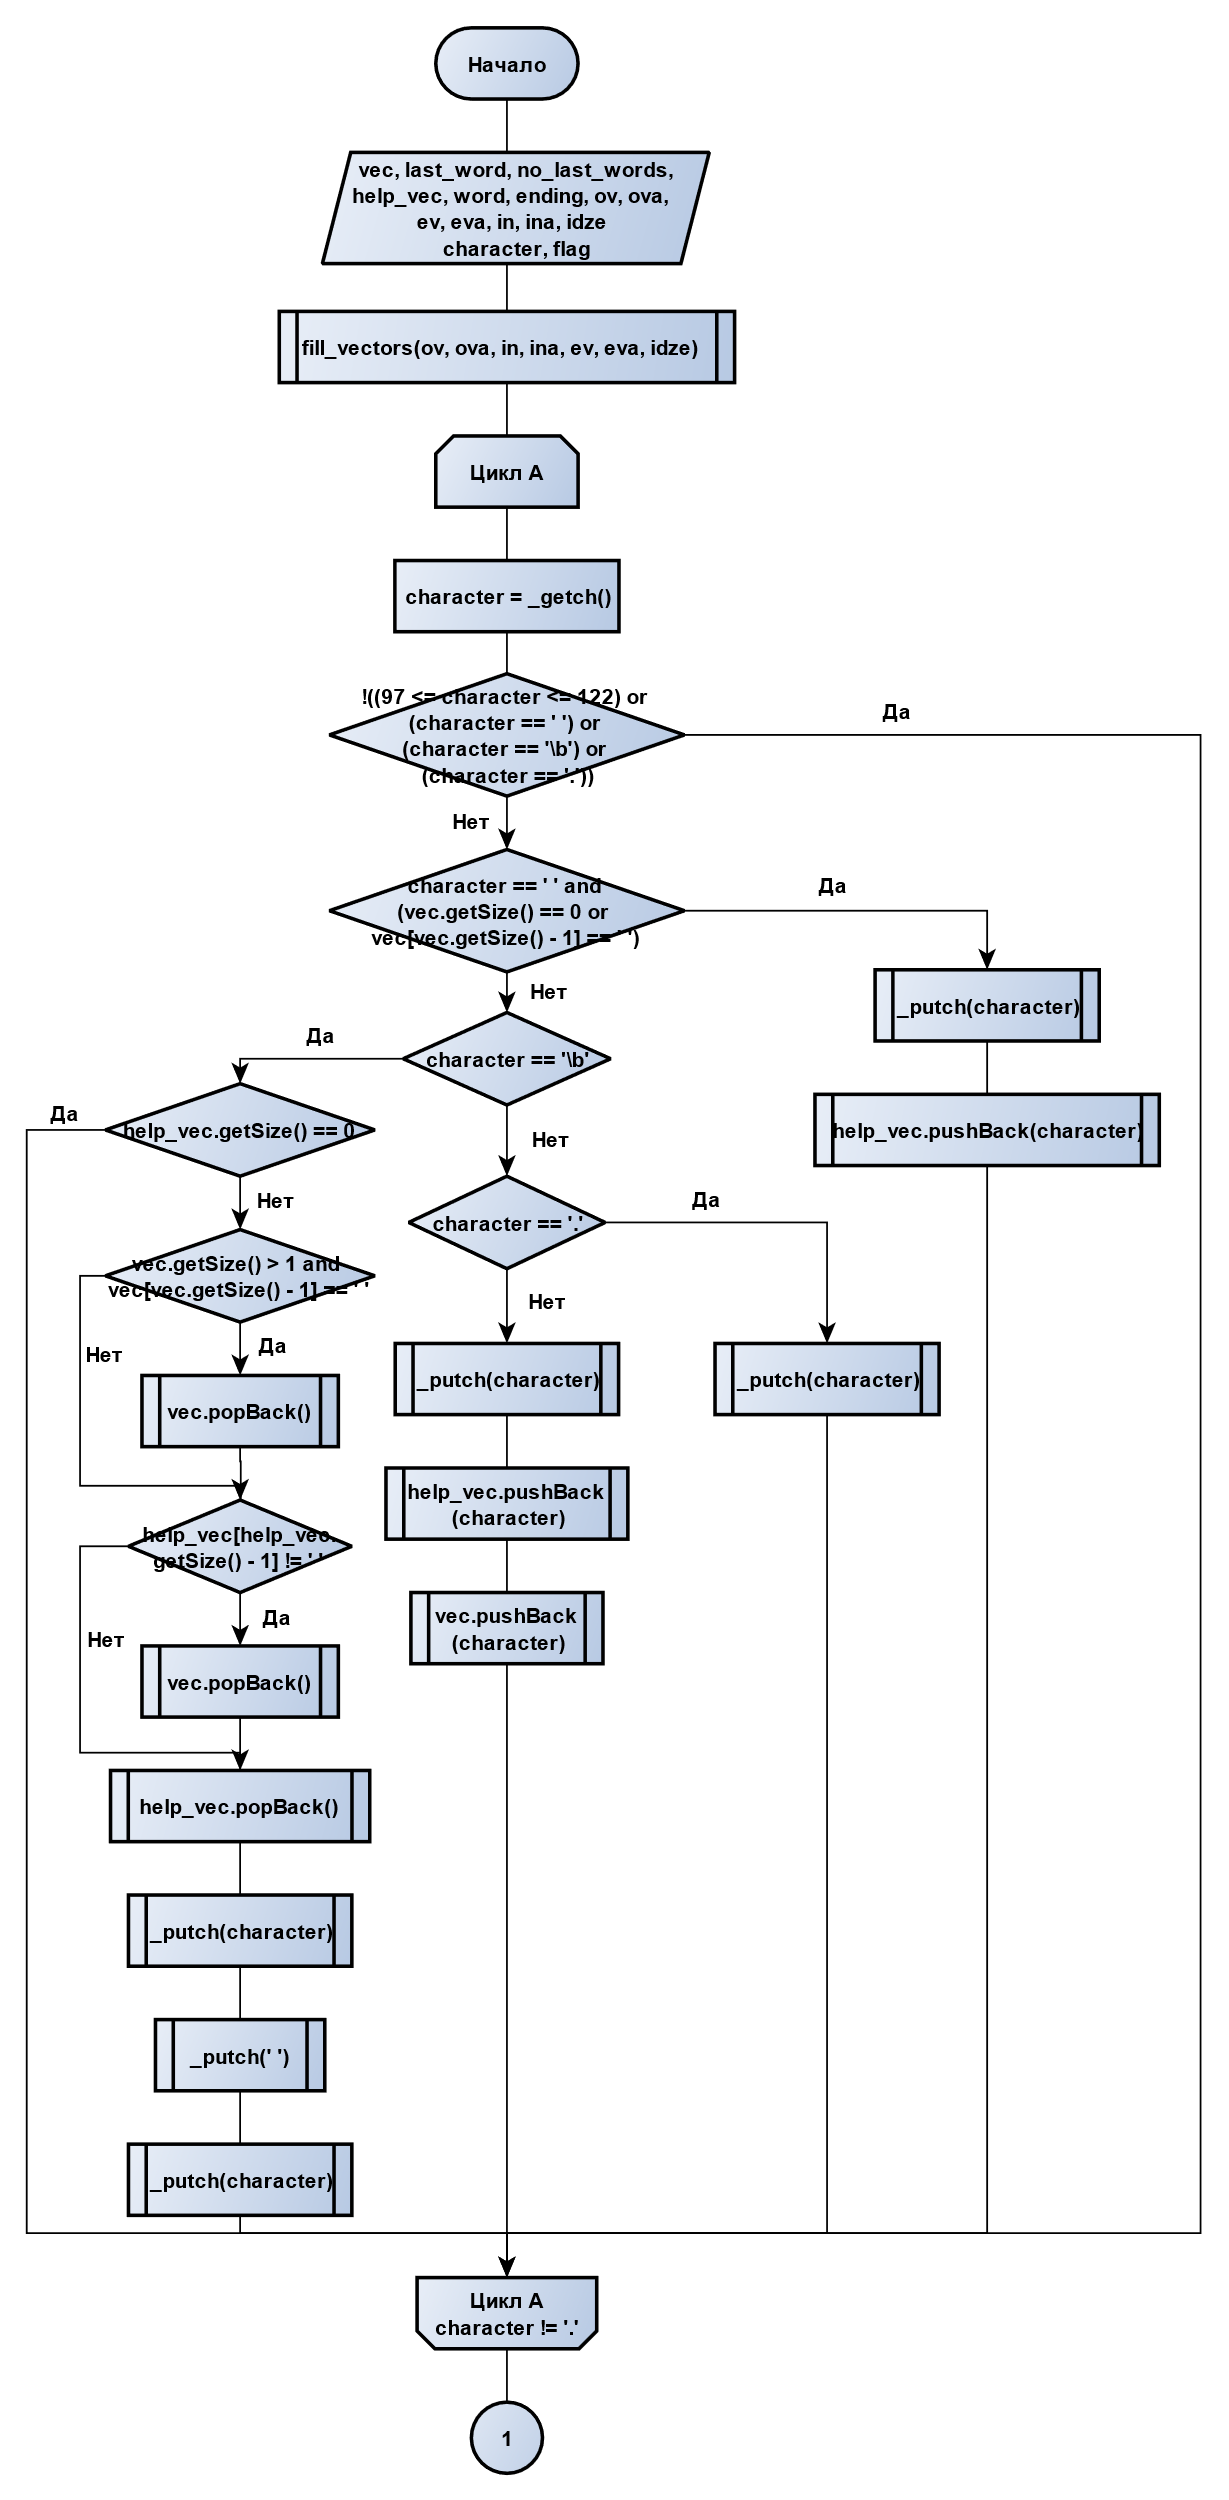 Начало
vec, last_word, no_last_words,
help_vec, word, ending, ov, ova,
ev, eva, in, ina, idze
character, flag
fill_vectors(ov, ova, in, ina, ev, eva, idze)
Цикл А
character = _getch()
!((97 <= character <= 122) or
(character == ' ') or
(character == '\b') or
(character == '.'))
Да
Нет
character == ' ' and
(vec.getSize() == 0 or
vec[vec.getSize() - 1] == ' ')
Да
_putch(character)
help_vec.pushBack(character)
Нет
character == '\b'
Да
help_vec.getSize() == 0
Да
Нет
vec.getSize() > 1 and
vec[vec.getSize() - 1] == ' '
Нет
Да
vec.popBack()
help_vec[help_vec.
getSize() - 1] != ' '
Нет
Да
vec.popBack()
help_vec.popBack()
_putch(character)
_putch(' ')
_putch(character)
Нет
character == '.'
Да
_putch(character)
Нет
_putch(character)
help_vec.pushBack
(character)
vec.pushBack
(character)
Цикл А
character != '.'
1